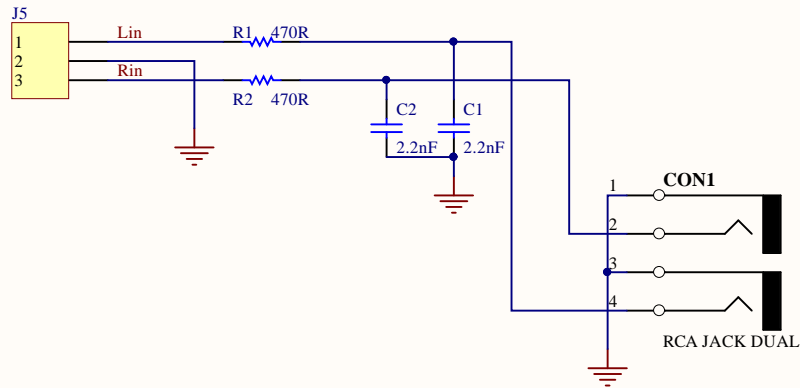 J5
1 Lin R1 470R
2
3 Rin R2 470R
C2 C1
2.2nF 2.2nF
1 CON1
2
3
4
RCA JACK DUAL